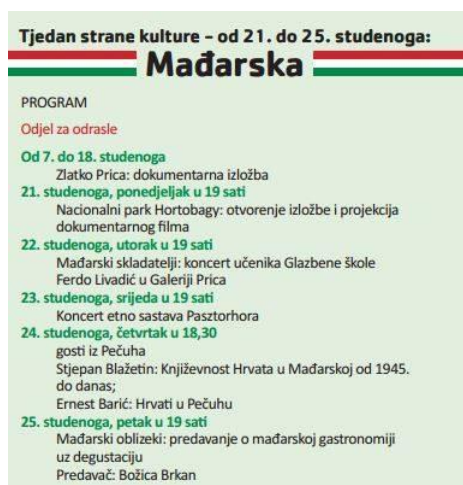 Tjedan strane kulture – od 21. do 25. studenoga:
Mađarska
PROGRAM
Odjel za odrasle
Od 7. do 18. studenoga
Zlatko Prica: dokumentarna izložba
21. studenoga, ponedjeljak u 19 sati
Nacionalni park Hortobagy: otvorenje izložbe i projekcija
dokumentarnog filma
22. studenoga, utorak u 19 sati
Mađarski skladatelji: koncert učenika Glazbene škole
Ferdo Livadić u Galeriji Prica
23. studenoga, srijeda u 19 sati
Koncert etno sastava Pasztorhora
24. studenoga, četvrtak u 18,30
gosti iz Pečuha
Stjepan Blažetin: Književnost Hrvata u Mađarskoj od 1945.
do danas;
Ernest Barić: Hrvati u Pečuhu
25. studenoga, petak u 19 sati
Mađarski oblizeki: predavanje o mađarskoj gastronomiji
uz degustaciju
Predavač: Božica Brkan